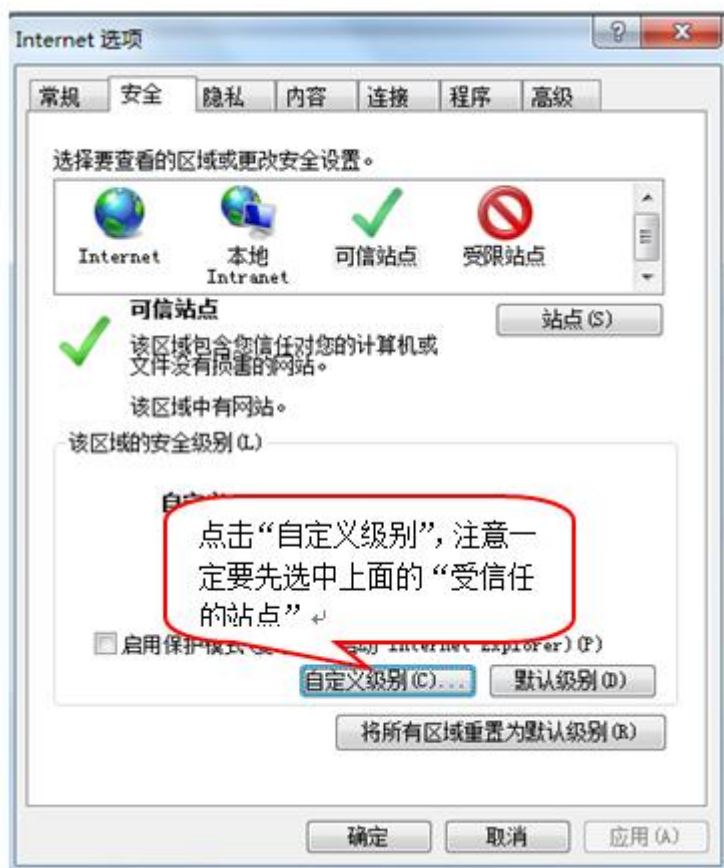 Internet 选项
常规 安全 隐私 内容 连接 程序 高级
选择要查看的区域或更改安全设置。
Internet 本地 Intranet 可信站点 受限站点
可信站点
站点(S)
该区域包含您信任对您的计算机或
文件没有损害的网站。
该区域中有网站。
该区域的安全级别(L)
点击“自定义级别”，注意一
定要先选中上面的“受信任
的站点”
启用保护模式 Internet Explorer)(P)
自定义级别(C)... 默认级别(D)
将所有区域重置为默认级别(R)
确定 取消 应用(A)